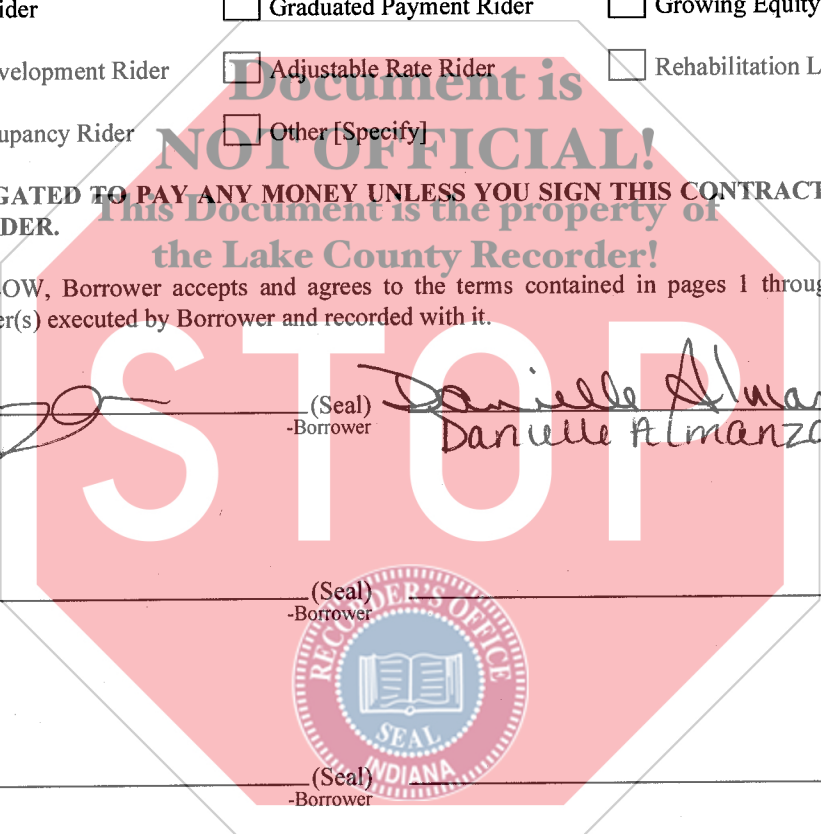 ider Graduated Payment Rider Growing Equity
velopment Rider Adjustable Rate Rider Rehabilitation L
Document is
upancy Rider Other [Specify]
NOT OFFICIAL!
GATED TO PAY ANY MONEY UNLESS YOU SIGN THIS CONTRACT
This Document is the property of
DER.
the Lake County Recorder!
OW, Borrower accepts and agrees to the terms contained in pages 1 throug
er(s) executed by Borrower and recorded with it.
STOP
(Seal) Danielle Alman
-Borrower Danielle Almanza
(Seal)
-Borrower
RECORDER'S OFFICE
SEAL
INDIANA
(Seal)
-Borrower